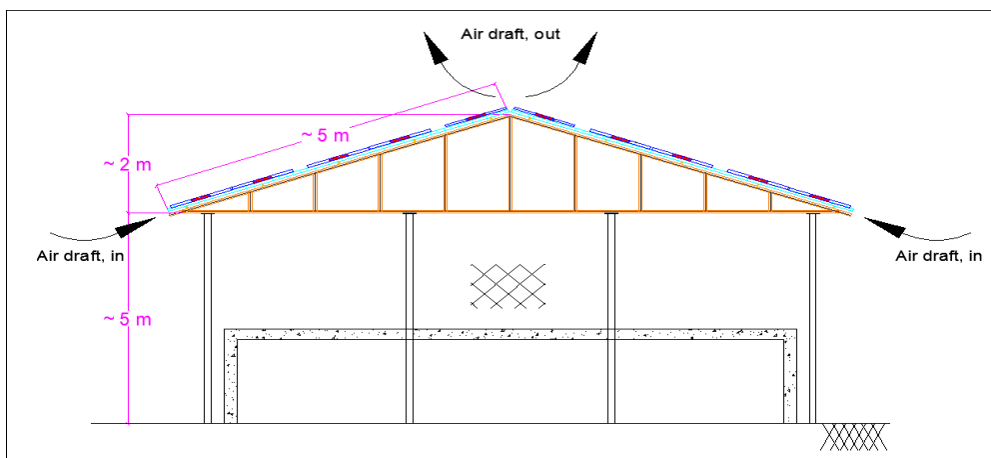 Air draft, out
~ 5 m
~ 2 m
Air draft, in
Air draft, in
~ 5 m